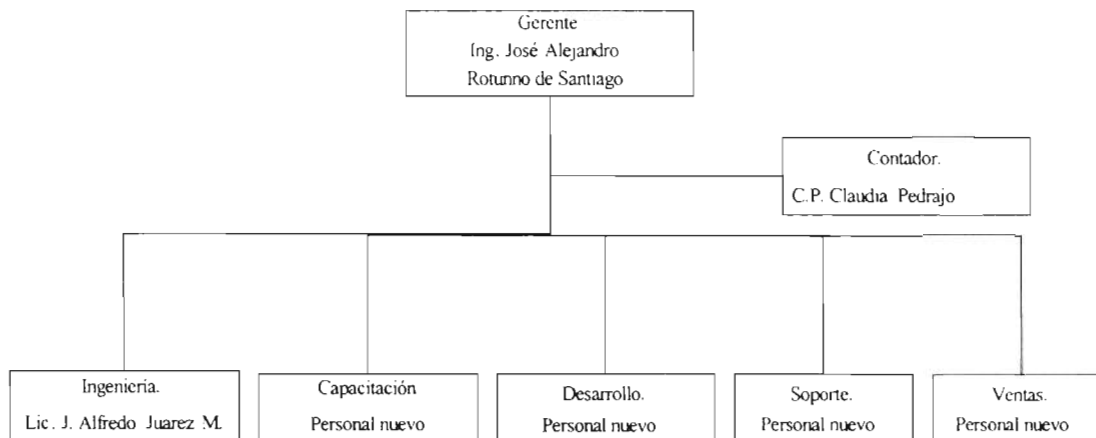 Gerente
Ing. José Alejandro
Rotunno de Santiago
Contador.
C.P. Claudia Pedrajo
Ingenieria.
Lic. J. Alfredo Juarez M.
Capacitación
Personal nuevo
Desarrollo.
Personal nuevo
Soporte.
Personal nuevo
Ventas.
Personal nuevo